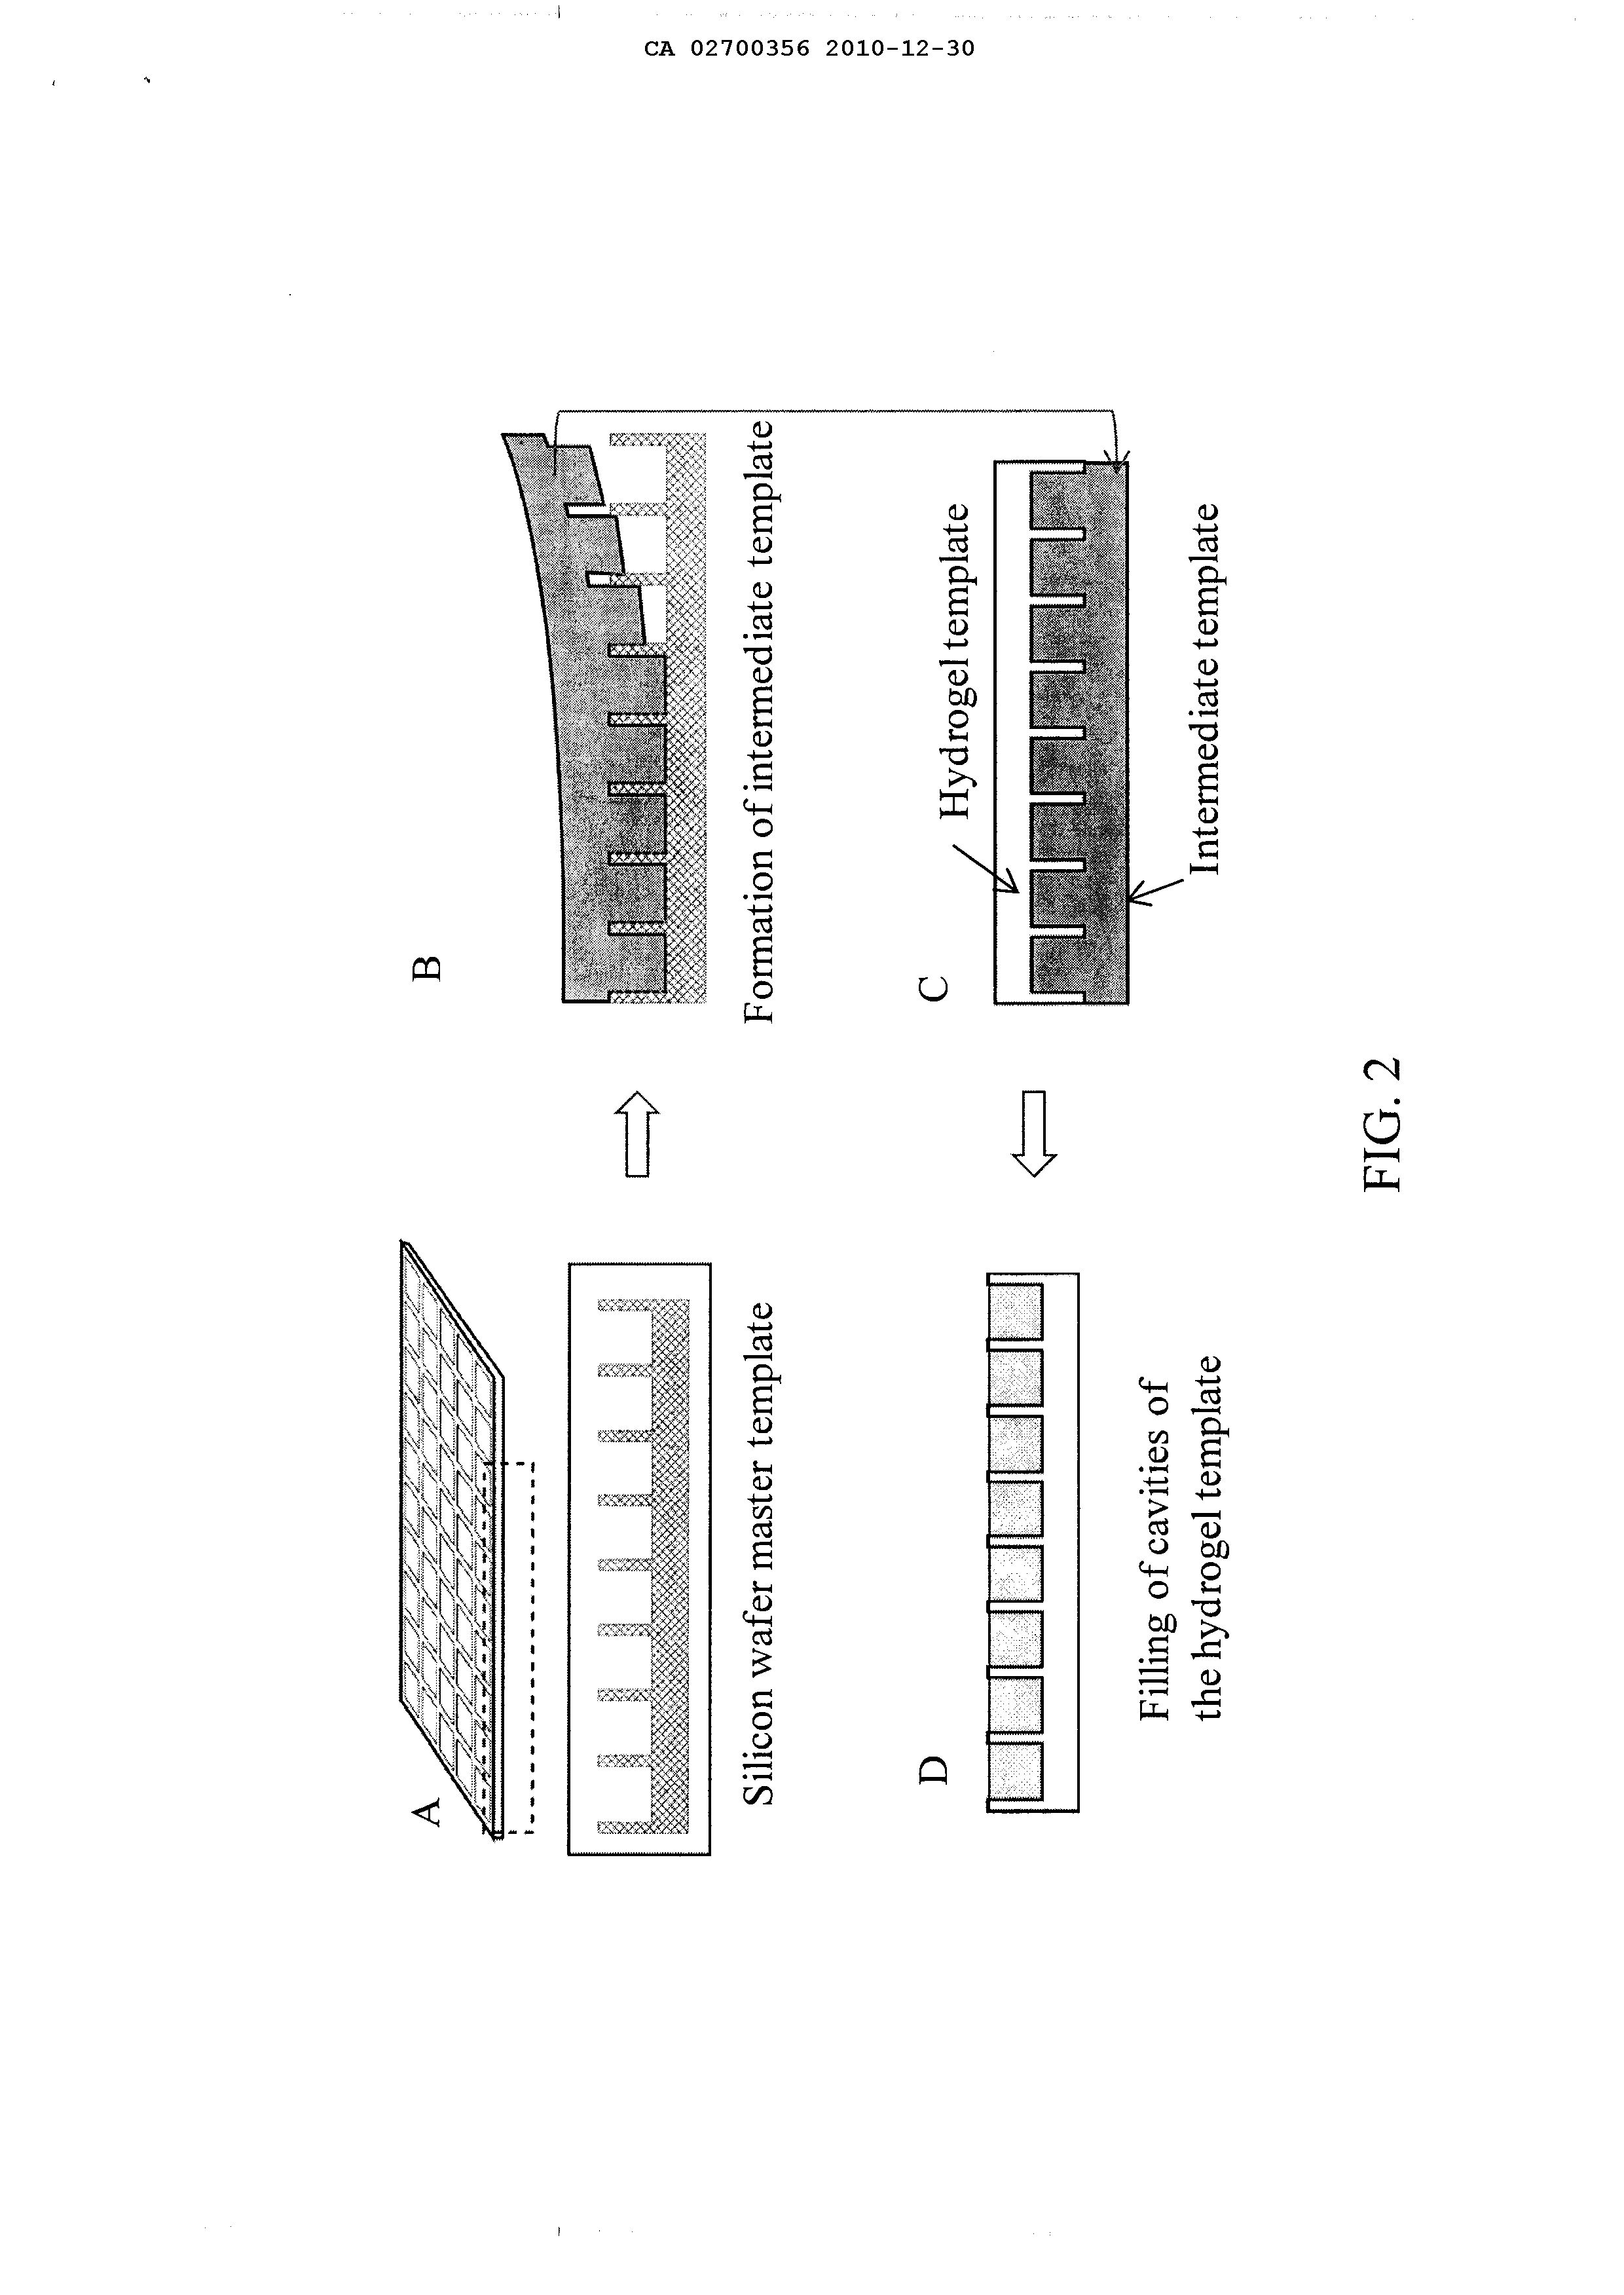 CA 02700356 2010-12-30
A
Silicon wafer master template
B
Formation of intermediate template
C
Hydrogel template
Intermediate template
D
Filling of cavities of
the hydrogel template
FIG. 2